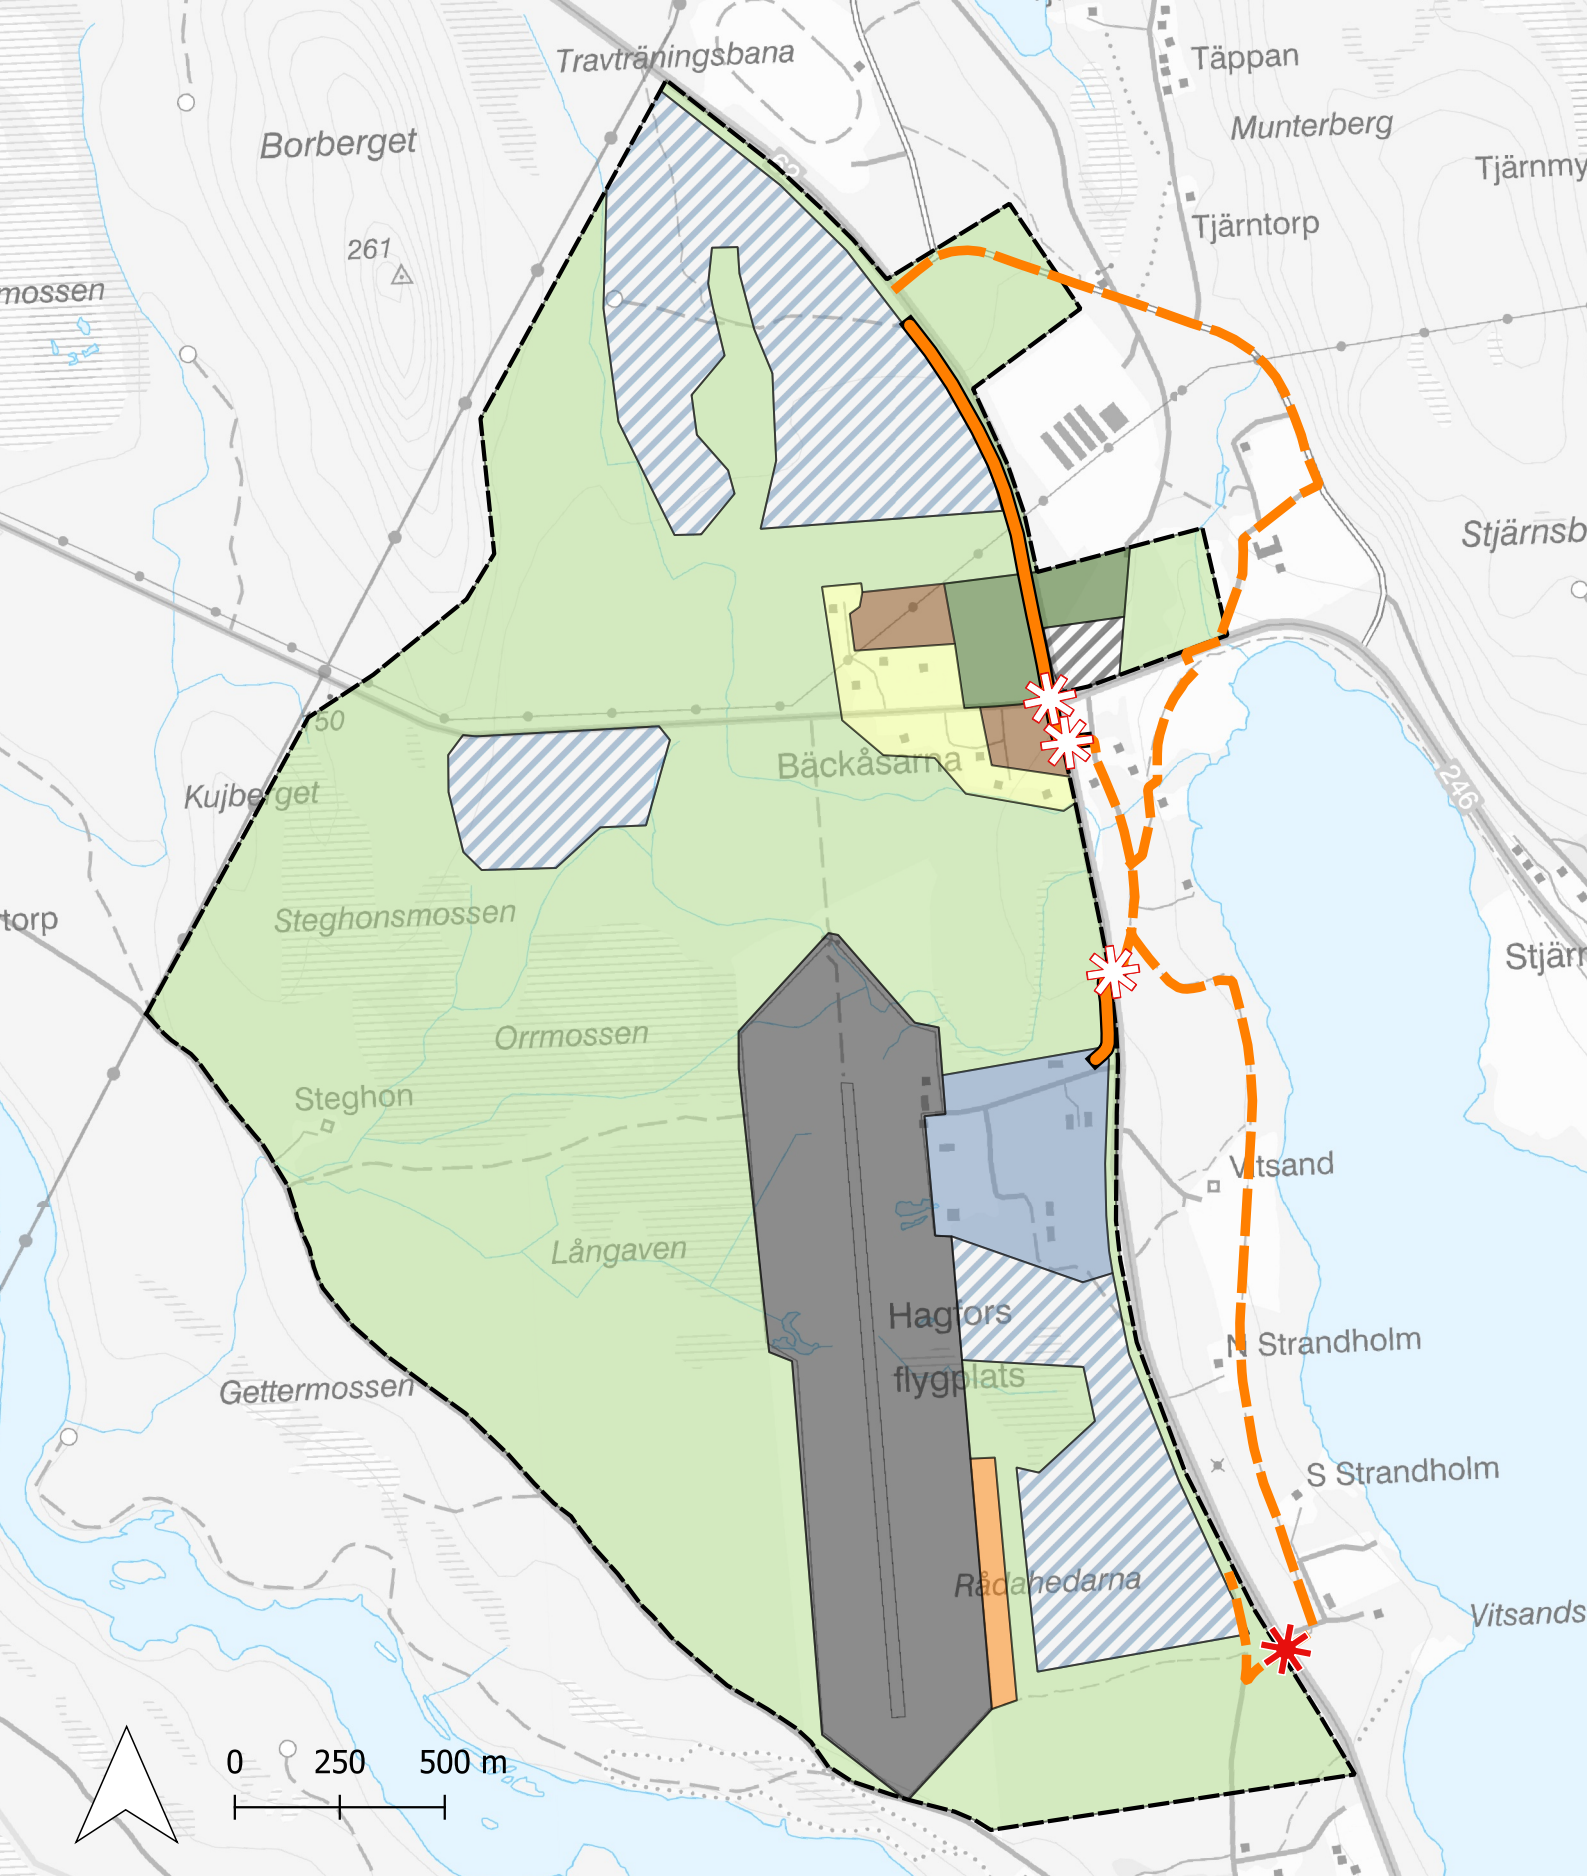 Travträningsbana
Täppan
Borberget
Munterberg
Tjärnmy
62
Tjärntorp
261
mossen
Stjärnsb
50
Bäckåsarna
Kujberget
246
torp
Steghonsmossen
Stjärn
Orrmossen
Steghon
Vitsand
Långaven
Hagfors
flygplats
N Strandholm
Gettermossen
S Strandholm
Rådahedarna
Vitsands
0 250 500 m